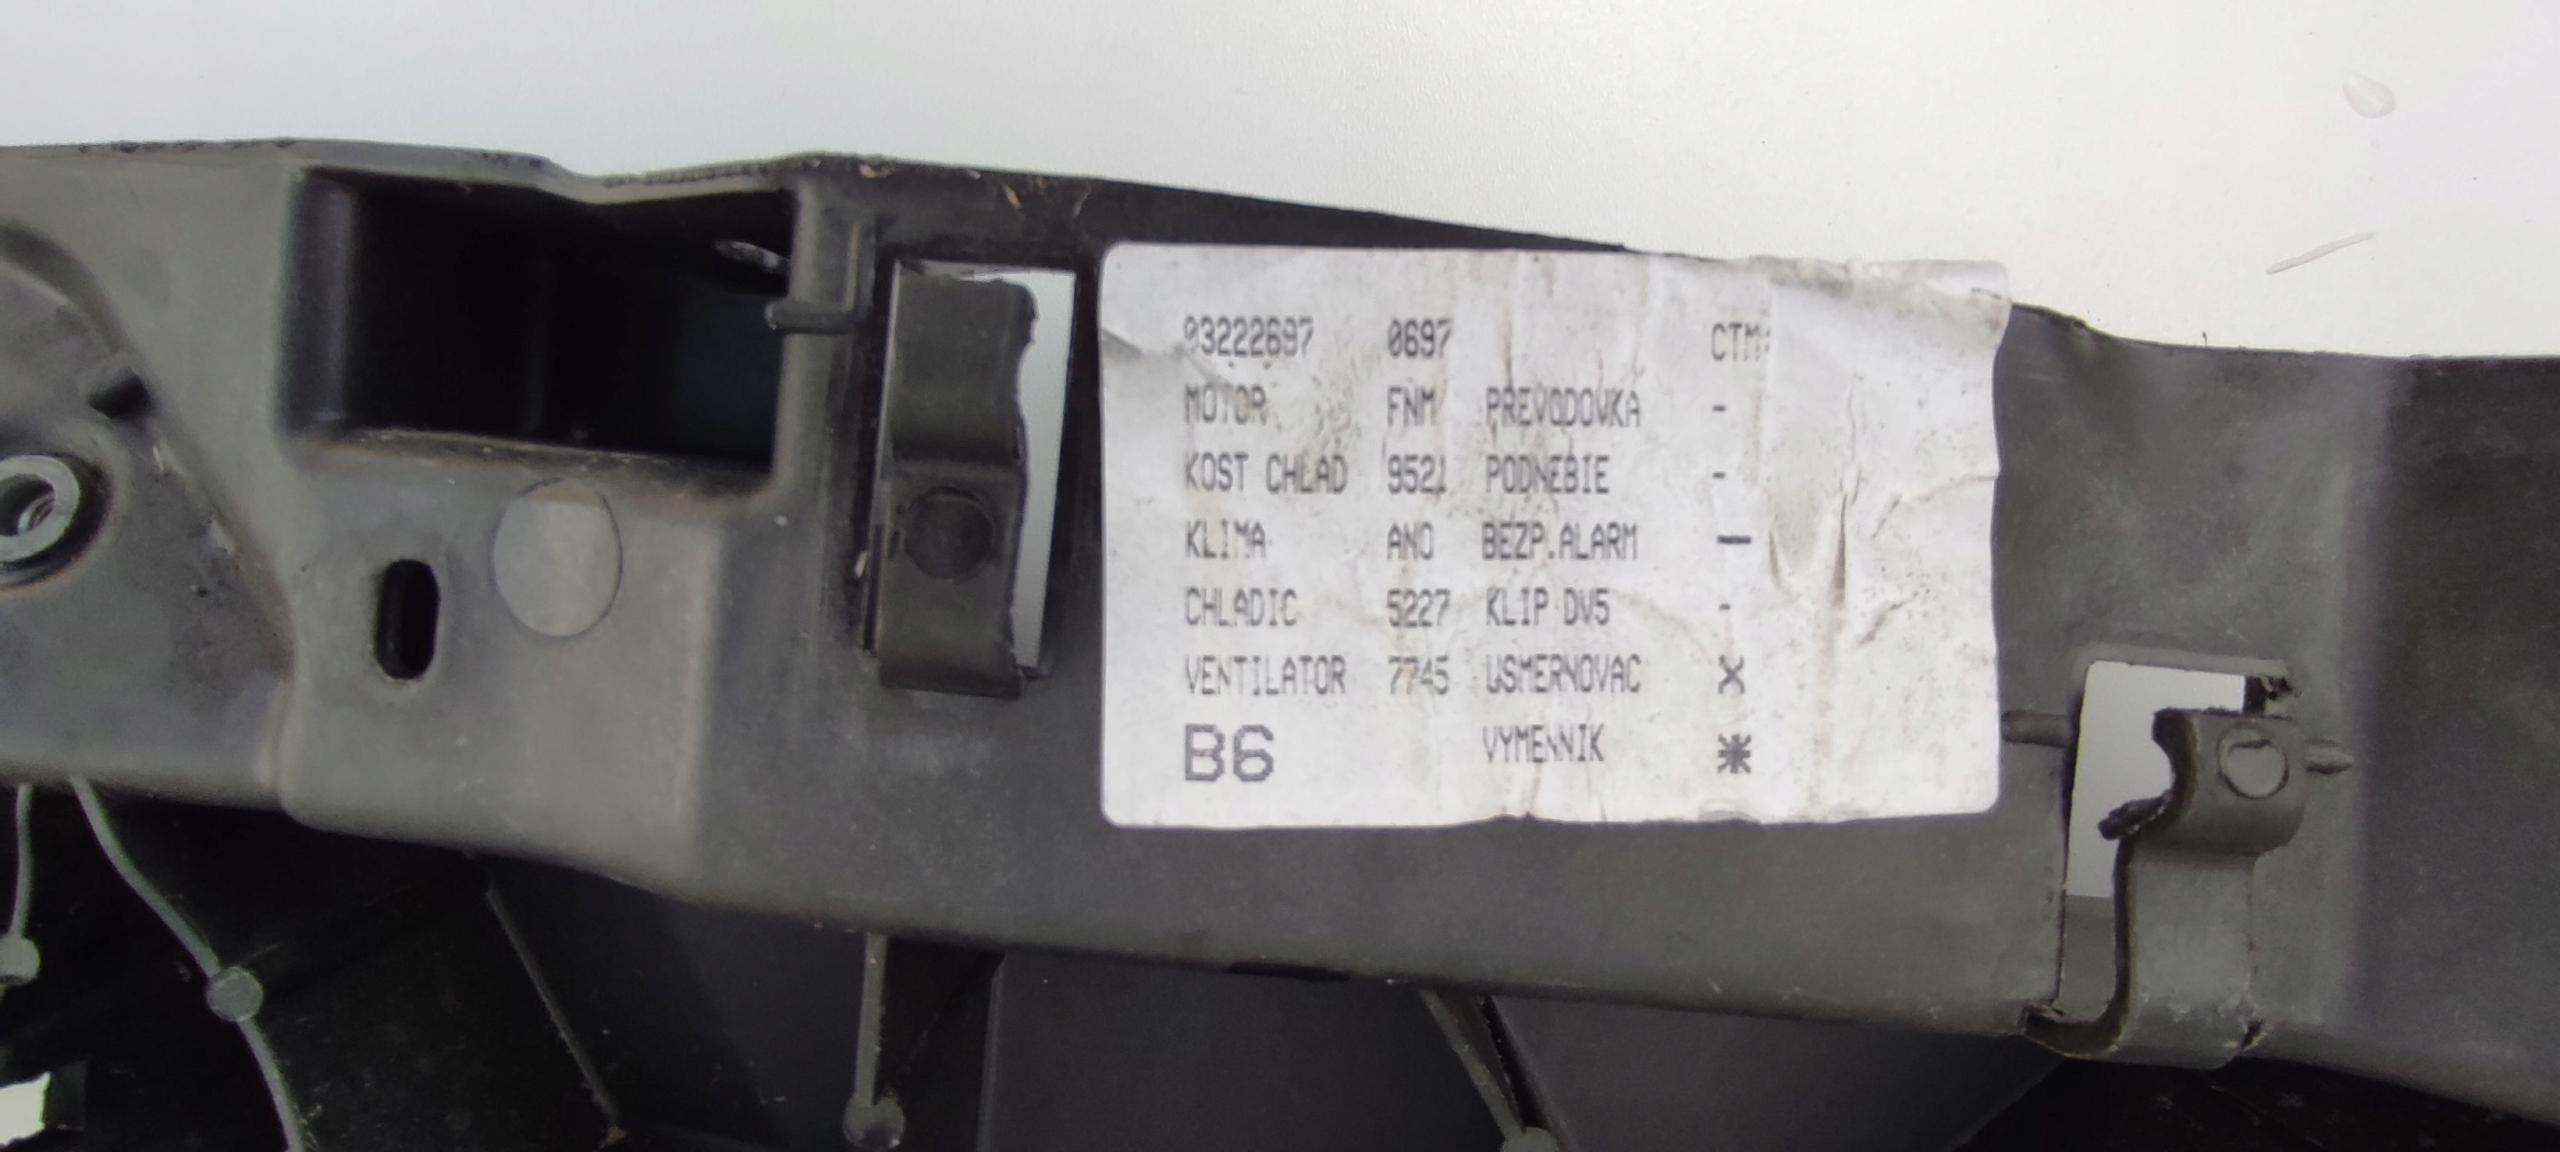 03222697 0697 CTM:
MOTOR FNM PREVODOVKA -
KOST CHLAD 9521 PODNEBIE -
KLIMA ANO BEZP.ALARM —
CHLADIC 5227 KLIP DV5 -
VENTILATOR 7745 USMERNOVAC X
B6 VYMENNIK *